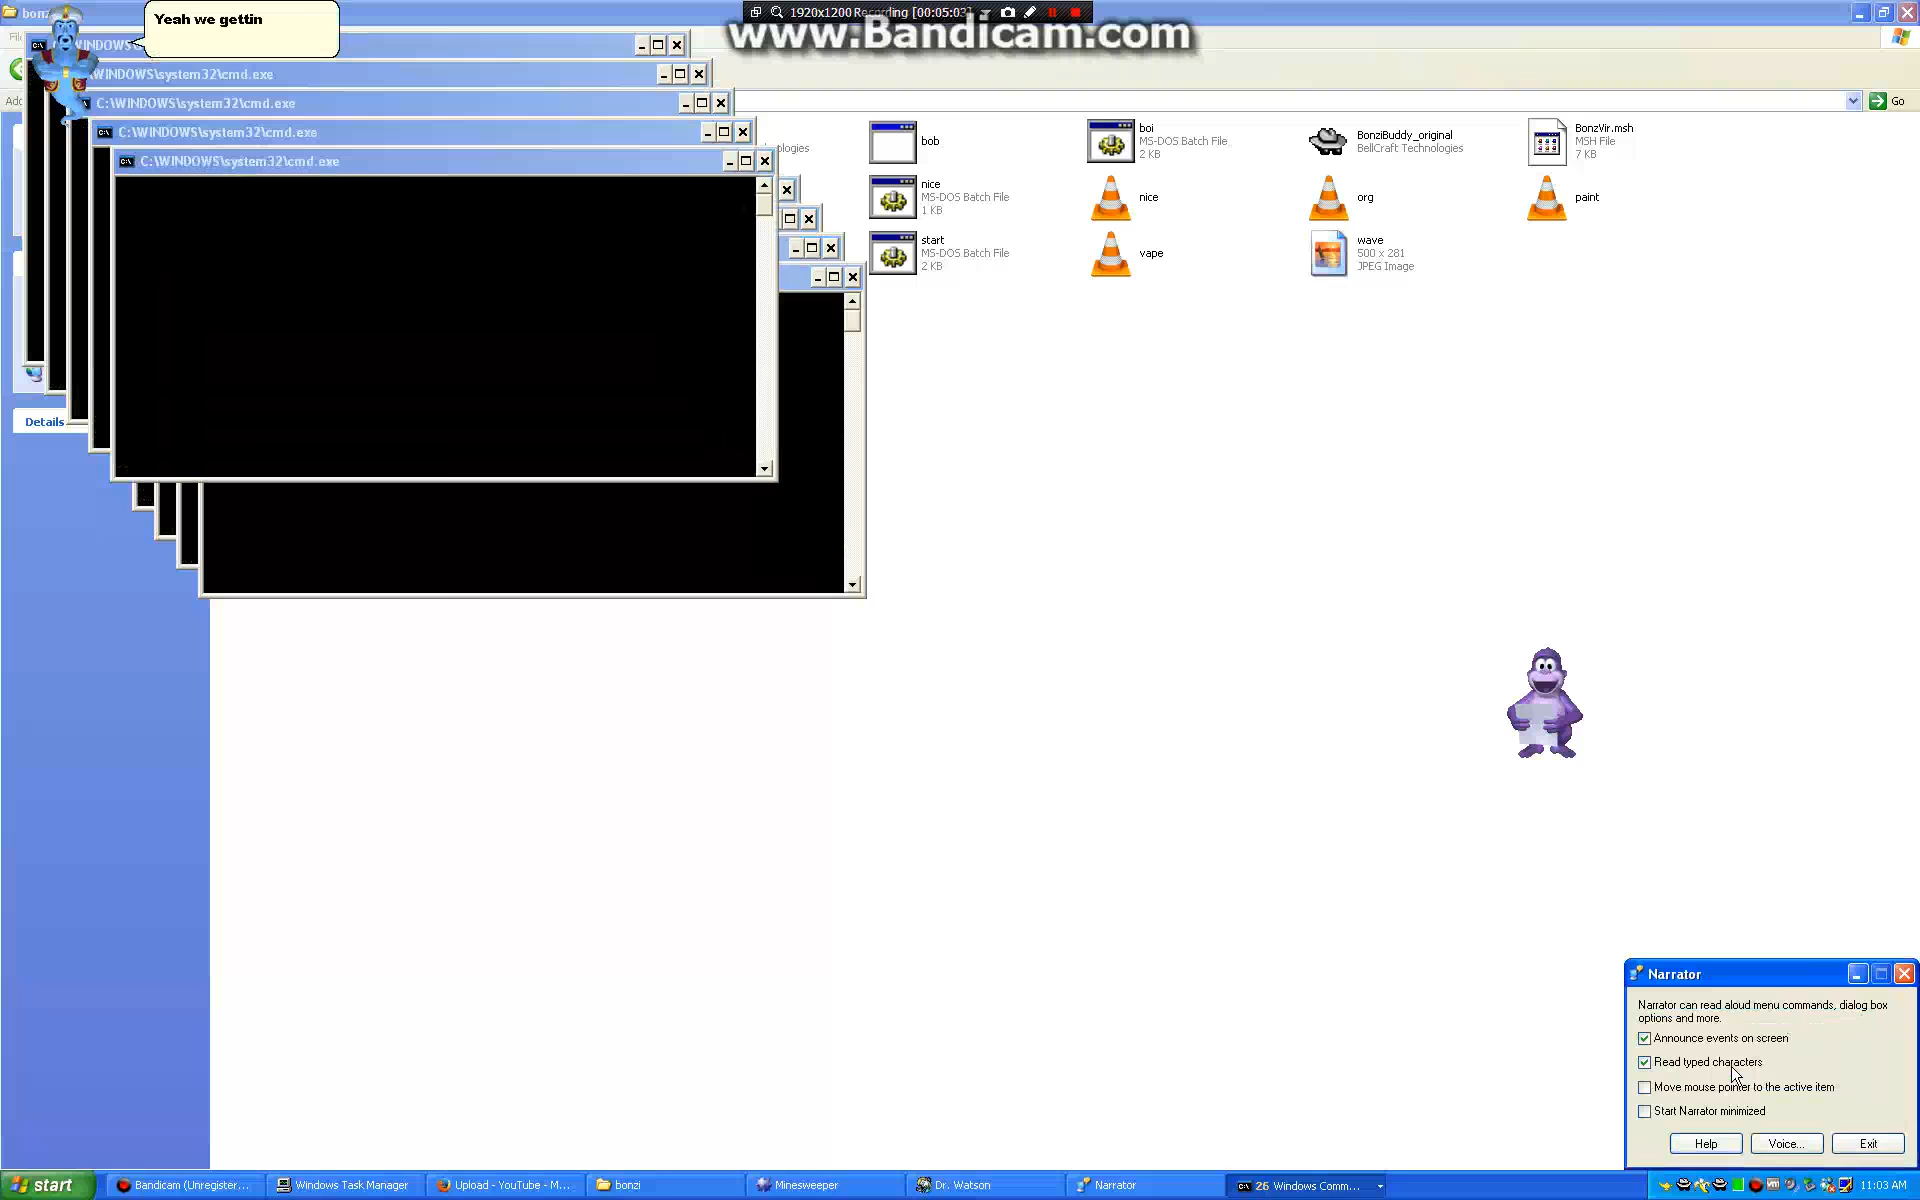 bonz
Yeah we gettin
1920x1200 Recording [00:05:03]
www.Bandicam.com
WINDOWS\
WINDOWS\system32\cmd.exe
C:\WINDOWS\system32\cmd.exe
C:\WINDOWS\system32\cmd.exe
C:\WINDOWS\system32\cmd.exe
Go
bob
boi
MS-DOS Batch File
2 KB
BonziBuddy_original
BellCraft Technologies
BonzVir.msh
MSH File
7 KB
nice
MS-DOS Batch File
1 KB
nice
org
paint
start
MS-DOS Batch File
2 KB
vape
wave
500 x 281
JPEG Image
Details
Narrator
Narrator can read aloud menu commands, dialog box
options and more.
Announce events on screen
Read typed characters
Move mouse pointer to the active item
Start Narrator minimized
Help
Voice...
Exit
start
Bandicam (Unregister...
Windows Task Manager
Upload - YouTube - M...
bonzi
Minesweeper
Dr. Watson
Narrator
26 Windows Comm...
11:03 AM